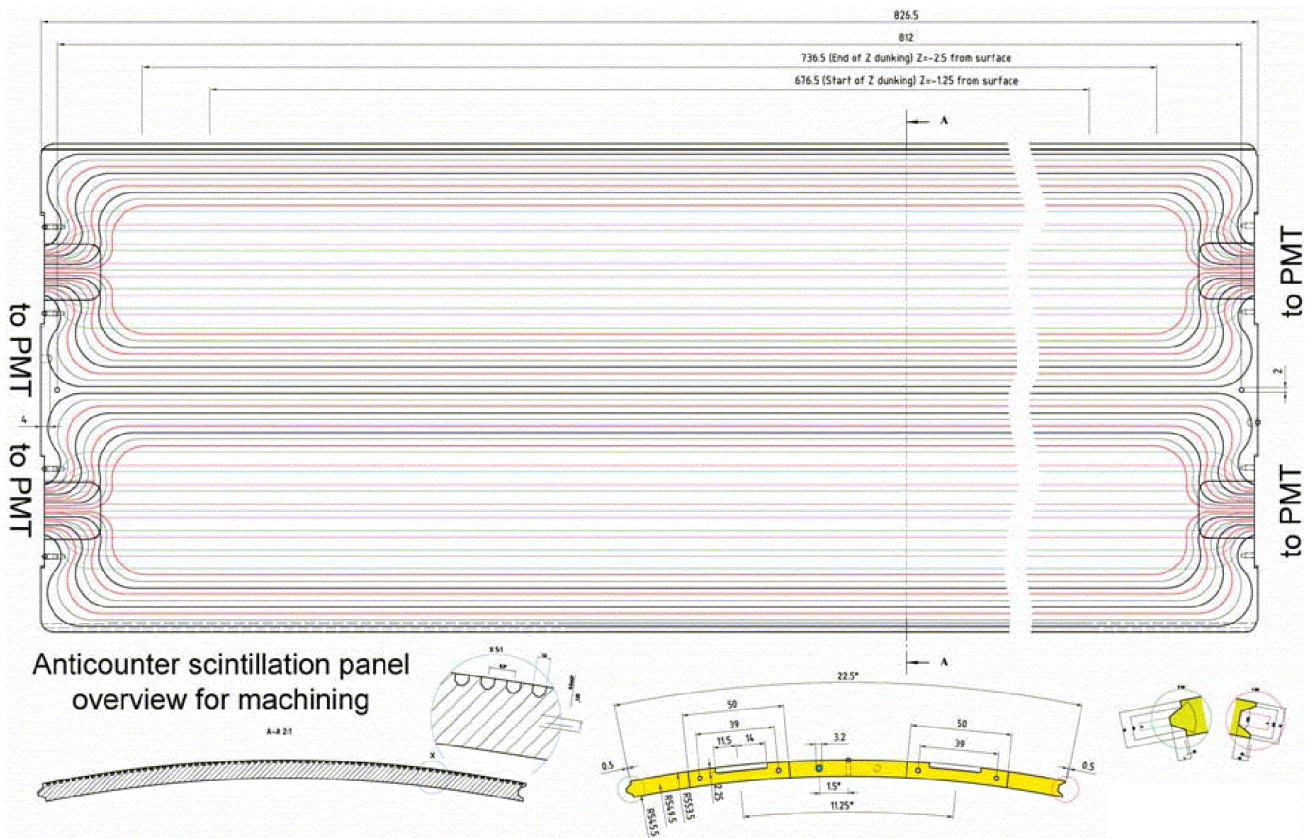 826.5
812
736.5 (End of Z dunking) Z=-2.5 from surface
676.5 (Start of Z dunking) Z=-1.25 from surface
A
to PMT
to PMT
2
4
to PMT
to PMT
A
Anticounter scintillation panel
overview for machining
A-A 2:1
X 5:1
X
22.5°
50
50
39
39
11.5
14
3.2
0.5
0.5
2.25
R553.5
R549.5
R545.5
1.5°
11.25°